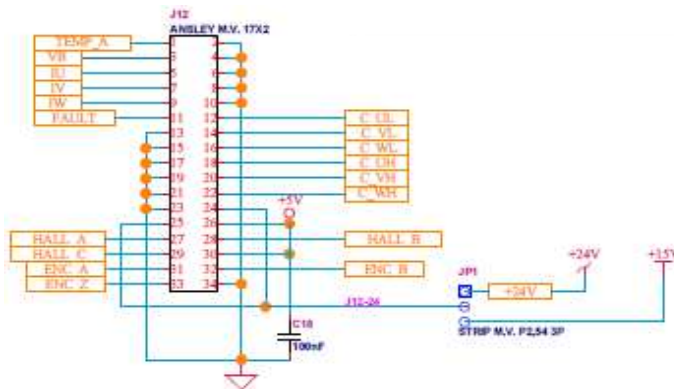 J12
ANSLEY M.V. 17X2
TEMP_A 1 2
VB 3 4
IU 5 6
IV 7 8
IW 9 10
FAULT 11 12 C_UL
13 14 C_VL
15 16 C_WL
17 18 C_UH
19 20 C_VH
21 22 C_WH
23 24 +5V
25 26
HALL_A 27 28 HALL_B
HALL_C 29 30 +24V +15V
ENC_A 31 32 ENC_B JP1
ENC_Z 33 34 +24V
J12-24
C18
100nF
STRIP M.V. P2,54 3P